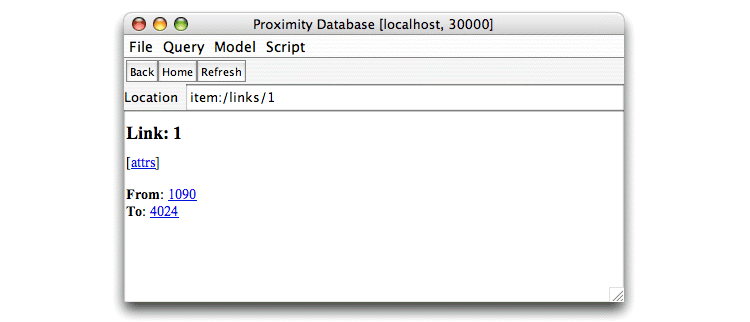 Proximity Database [localhost, 30000]
File Query Model Script
Back Home Refresh
Location item:/links/1
Link: 1
[attrs]
From: 1090
To: 4024